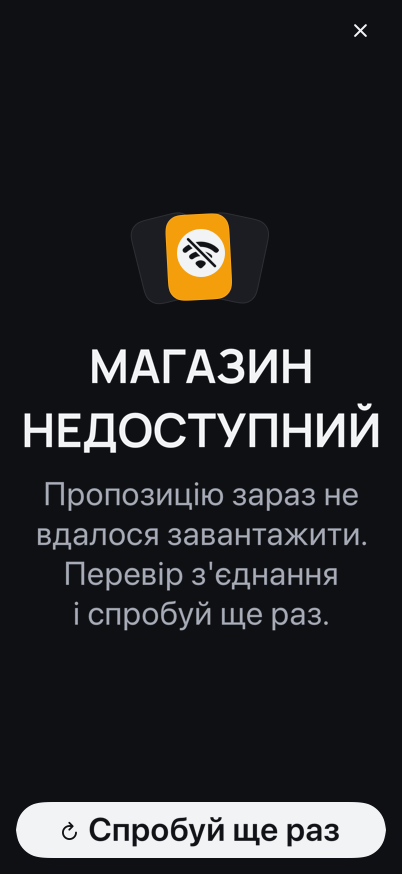 МАГАЗИН
НЕДОСТУПНИЙ
Пропозицію зараз не
вдалося завантажити.
Перевір з'єднання
і спробуй ще раз.
Спробуй ще раз